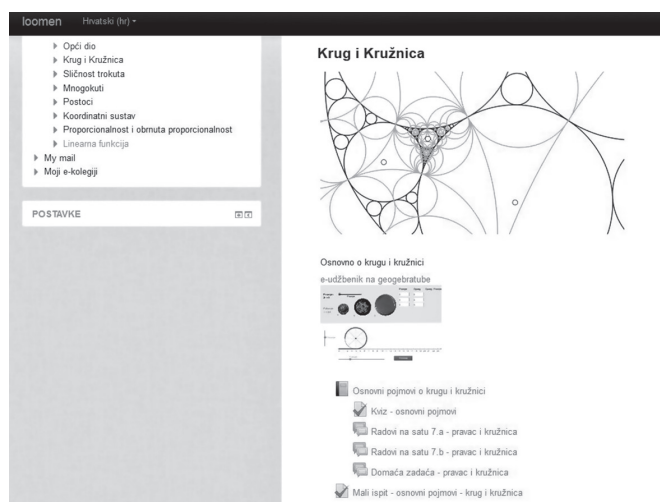 loomen Hrvatski (hr)
Opći dio
Krug i Kružnica
Sličnost trokuta
Mnogokuti
Postoci
Koordinatni sustav
Proporcionalnost i obrnuta proporcionalnost
Linearna funkcija
My mail
Moji e-kolegiji
POSTAVKE
Krug i Kružnica
Osnovno o krugu i kružnici
e-udžbenik na geogebratube
Osnovni pojmovi o krugu i kružnici
Kviz - osnovni pojmovi
Radovi na satu 7.a - pravac i kružnica
Radovi na satu 7.b - pravac i kružnica
Domaća zadaća - pravac i kružnica
Mali ispit - osnovni pojmovi - krug i kružnica